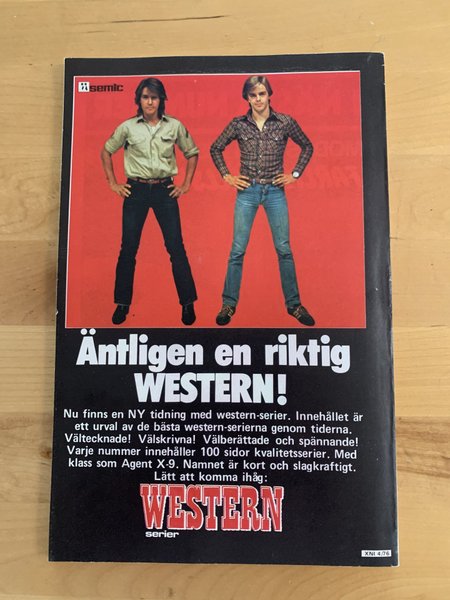 semic
Äntligen en riktig
WESTERN!
Nu finns en NY tidning med western-serier. Innehållet är
ett urval av de bästa western-serierna genom tiderna.
Vältecknade! Välskrivna! Välberättade och spännande!
Varje nummer innehåller 100 sidor kvalitetsserier. Med
klass som Agent X-9. Namnet är kort och slagkraftigt.
Lätt att komma ihåg:
WESTERN
serier
XNI 4/76